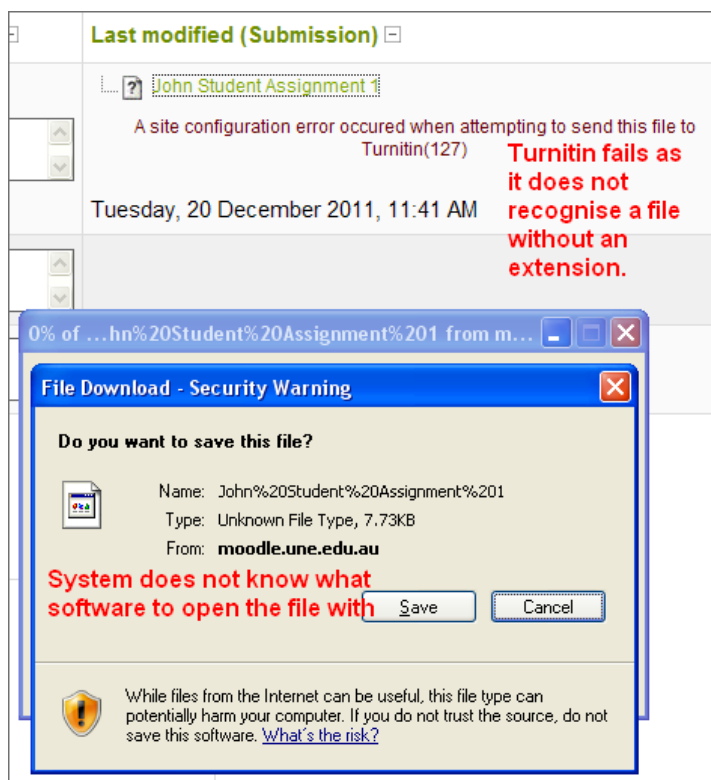 Last modified (Submission)
John Student Assignment 1
A site configuration error occured when attempting to send this file to
Turnitin(127)
Turnitin fails as
it does not
recognise a file
without an
extension.
Tuesday, 20 December 2011, 11:41 AM
0% of ...hn%20Student%20Assignment%201 from m...
File Download - Security Warning
Do you want to save this file?
Name: John%20Student%20Assignment%201
Type: Unknown File Type, 7.73KB
From: moodle.une.edu.au
System does not know what
software to open the file with
Save Cancel
While files from the Internet can be useful, this file type can
potentially harm your computer. If you do not trust the source, do not
save this software. What's the risk?